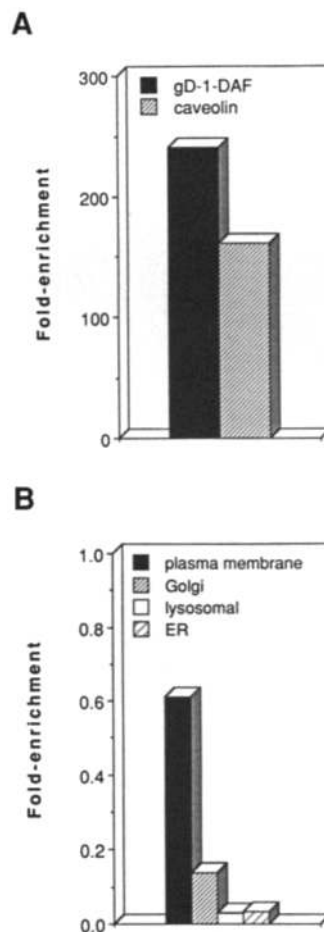 A
300
200
100
0
Fold-enrichment
gD-1-DAF
caveolin
B
1.0
0.8
0.6
0.4
0.2
0.0
Fold-enrichment
plasma membrane
Golgi
lysosomal
ER